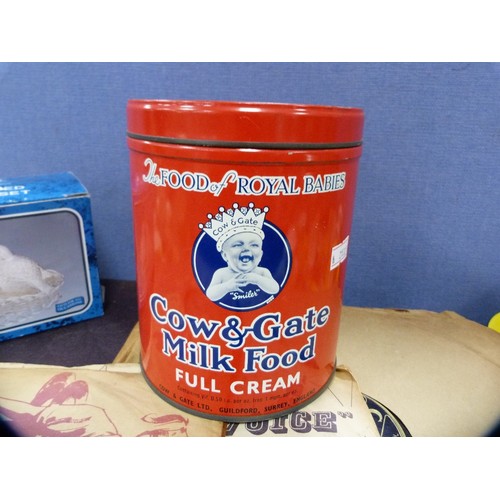 The FOOD of ROYAL BABIES
Cow & Gate
"Smiler"
Cow & Gate
Milk Food
FULL CREAM
COW & GATE LTD., GUILDFORD, SURREY,
VOICE"
SET